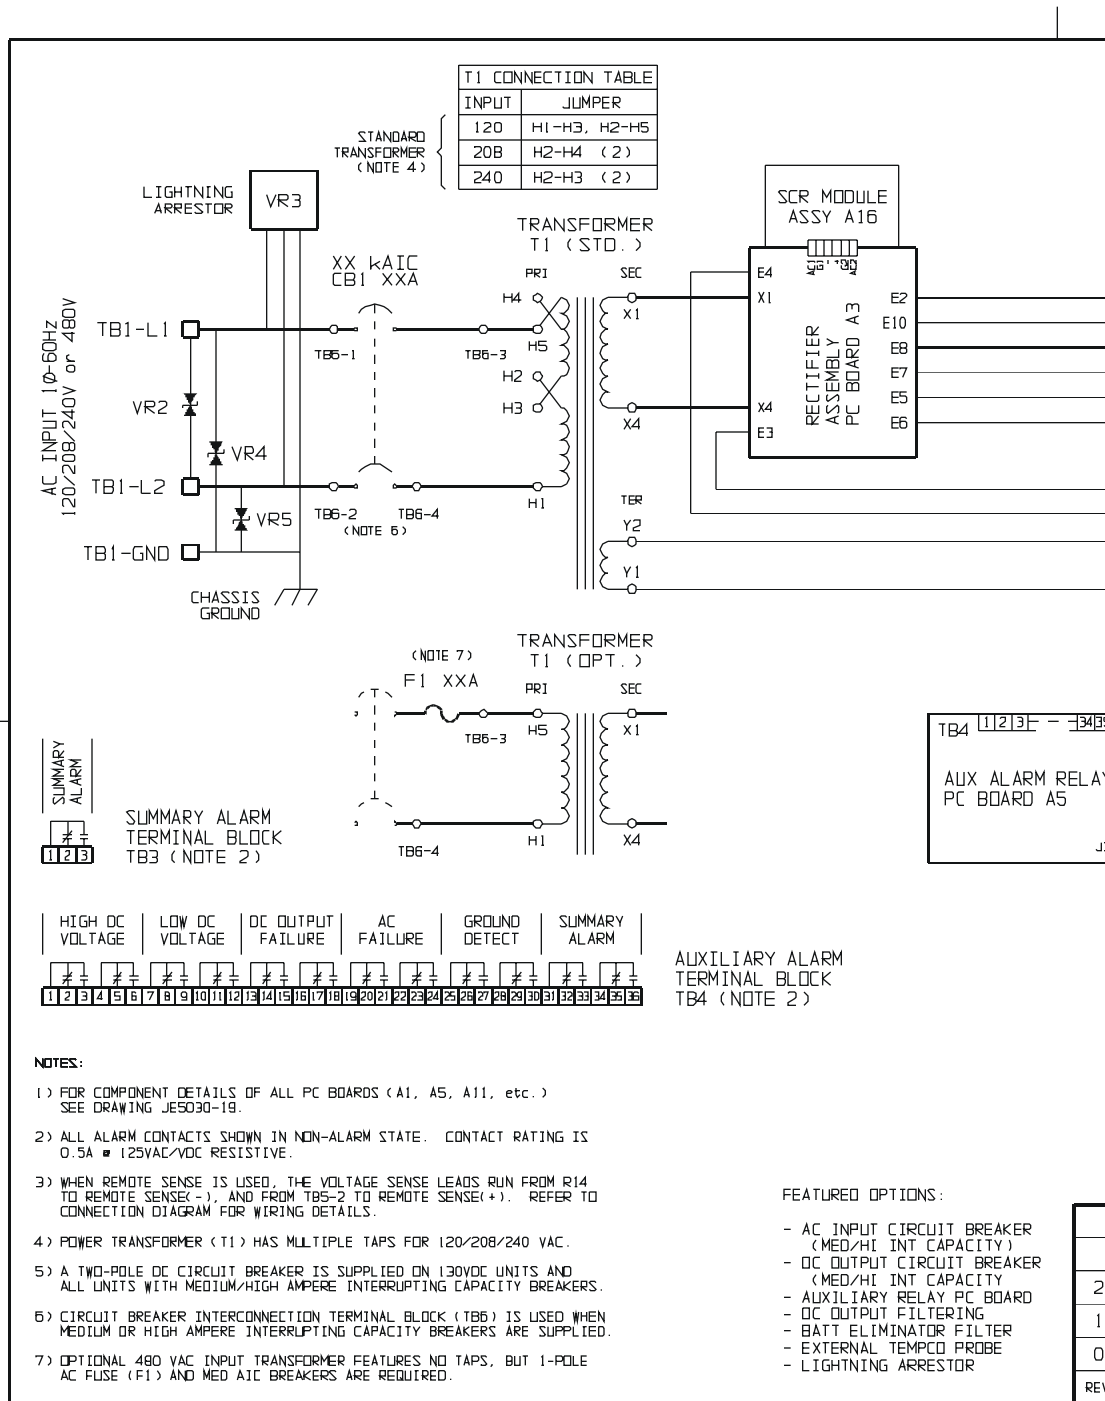 T1 CONNECTION TABLE
INPUT JUMPER
120 H1-H3, H2-H5
208 H2-H4 (2)
240 H2-H3 (2)
STANDARD
TRANSFORMER
(NOTE 4)
LIGHTNING
ARRESTOR
VR3
SCR MODULE
ASSY A16
TRANSFORMER
T1 (STD.)
XX kAIC
CB1 XXA
PRI
SEC
H4
X1
H5
H2
H3
X4
H1
TER
Y2
Y1
AC INPUT 1Ø-60Hz
120/208/240V or 480V
TB1-L1
TB6-1
TB6-3
VR2
VR4
TB1-L2
VR5
TB6-2
TB6-4
(NOTE 6)
TB1-GND
CHASSIS
GROUND
E4
X1
X4
E3
RECTIFIER
ASSEMBLY
PC BOARD A3
E2
E10
E8
E7
E5
E6
TRANSFORMER
T1 (OPT.)
(NOTE 7)
F1 XXA
PRI
SEC
TB6-3
H5
X1
TB6-4
H1
X4
TB4 1 2 3 - - 34
AUX ALARM RELAY
PC BOARD A5
SUMMARY
ALARM
1 2 3
SUMMARY ALARM
TERMINAL BLOCK
TB3 (NOTE 2)
HIGH DC
VOLTAGE
LOW DC
VOLTAGE
DC OUTPUT
FAILURE
AC
FAILURE
GROUND
DETECT
SUMMARY
ALARM
1 2 3 4 5 6 7 8 9 10 11 12 13 14 15 16 17 18 19 20 21 22 23 24 25 26 27 28 29 30 31 32 33 34 35 36
AUXILIARY ALARM
TERMINAL BLOCK
TB4 (NOTE 2)
NOTES:
1) FOR COMPONENT DETAILS OF ALL PC BOARDS (A1, A5, A11, etc.)
SEE DRAWING JE5030-19.
2) ALL ALARM CONTACTS SHOWN IN NON-ALARM STATE. CONTACT RATING IS
0.5A @ 125VAC/VDC RESISTIVE.
3) WHEN REMOTE SENSE IS USED, THE VOLTAGE SENSE LEADS RUN FROM R14
TO REMOTE SENSE(-), AND FROM TB5-2 TO REMOTE SENSE(+). REFER TO
CONNECTION DIAGRAM FOR WIRING DETAILS.
4) POWER TRANSFORMER (T1) HAS MULTIPLE TAPS FOR 120/208/240 VAC.
5) A TWO-POLE DC CIRCUIT BREAKER IS SUPPLIED ON 130VDC UNITS AND
ALL UNITS WITH MEDIUM/HIGH AMPERE INTERRUPTING CAPACITY BREAKERS.
6) CIRCUIT BREAKER INTERCONNECTION TERMINAL BLOCK (TB6) IS USED WHEN
MEDIUM OR HIGH AMPERE INTERRUPTING CAPACITY BREAKERS ARE SUPPLIED.
7) OPTIONAL 480 VAC INPUT TRANSFORMER FEATURES NO TAPS, BUT 1-POLE
AC FUSE (F1) AND MED AIC BREAKERS ARE REQUIRED.
FEATURED OPTIONS:
- AC INPUT CIRCUIT BREAKER
(MED/HI INT CAPACITY)
- DC OUTPUT CIRCUIT BREAKER
(MED/HI INT CAPACITY
- AUXILIARY RELAY PC BOARD
- DC OUTPUT FILTERING
- BATT ELIMINATOR FILTER
- EXTERNAL TEMPCO PROBE
- LIGHTNING ARRESTOR
2
1
0
REV